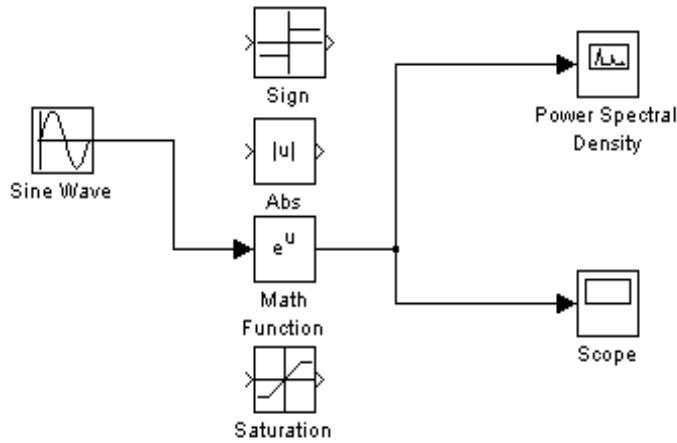 Sign
Power Spectral
Density
|u|
Sine Wave
Abs
e^u
Math
Function
Scope
Saturation